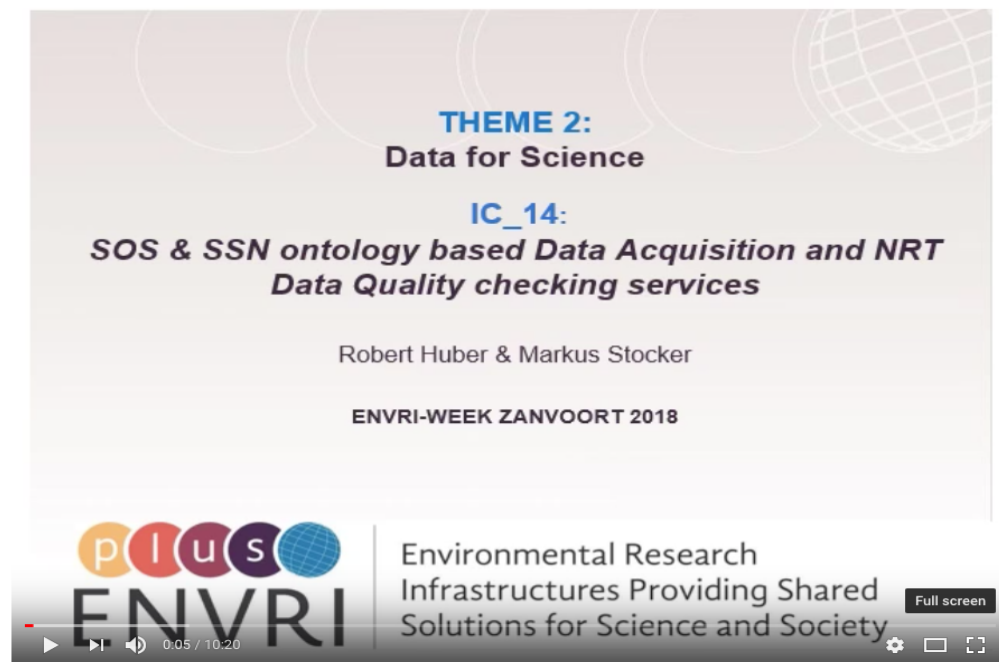 THEME 2:
Data for Science
IC_14:
SOS & SSN ontology based Data Acquisition and NRT
Data Quality checking services
Robert Huber & Markus Stocker
ENVRI-WEEK ZANVOORT 2018
plus
ENVRI
Environmental Research
Infrastructures Providing Shared
Solutions for Science and Society
Full screen
0:05 / 10:20